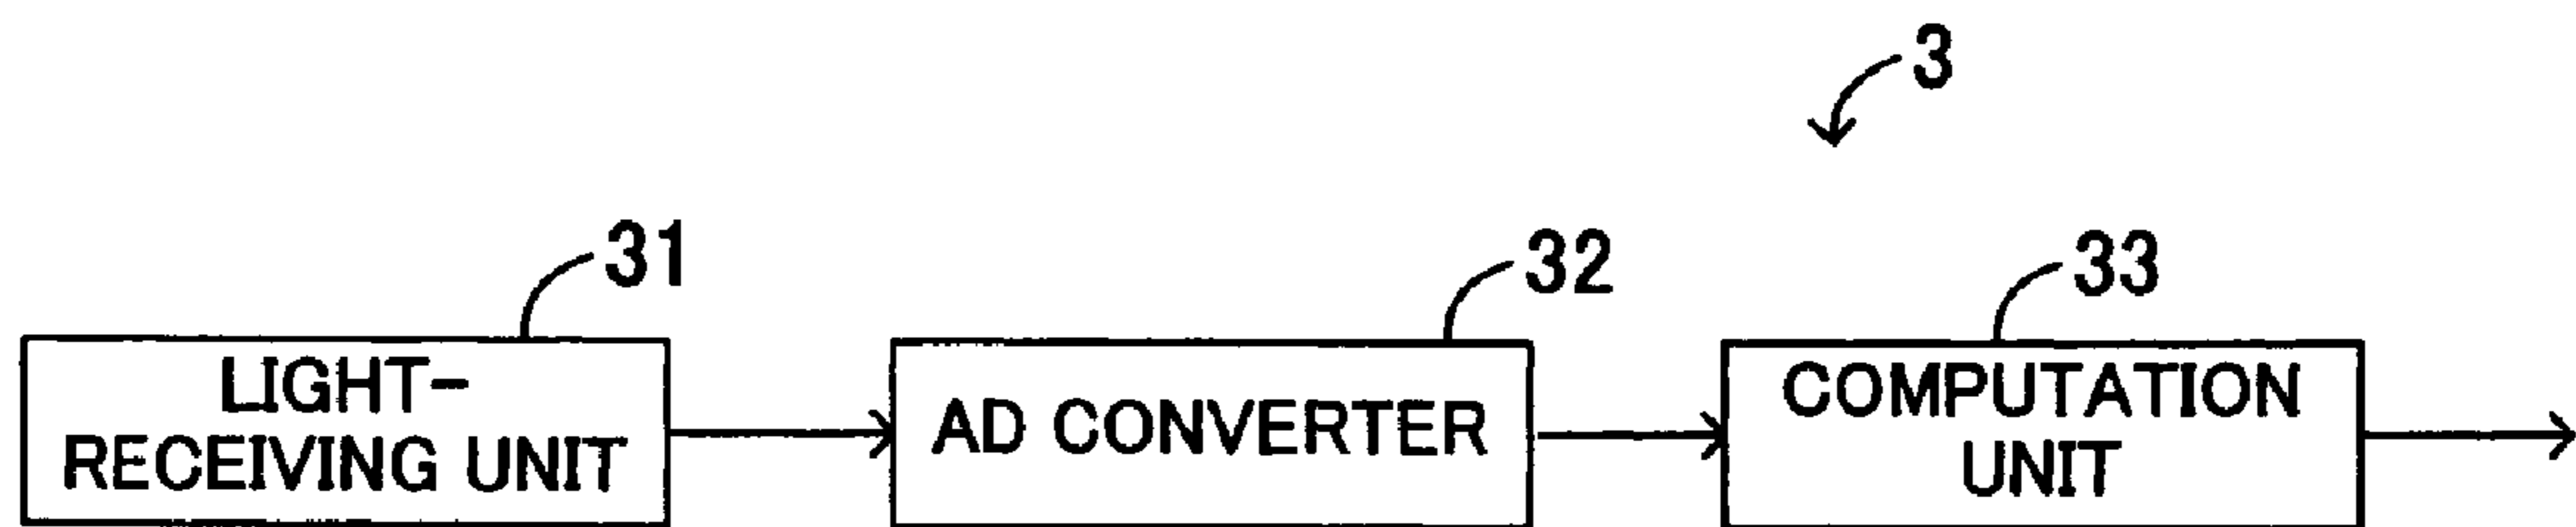 3
31
32
33
LIGHT-
RECEIVING UNIT
AD CONVERTER
COMPUTATION
UNIT